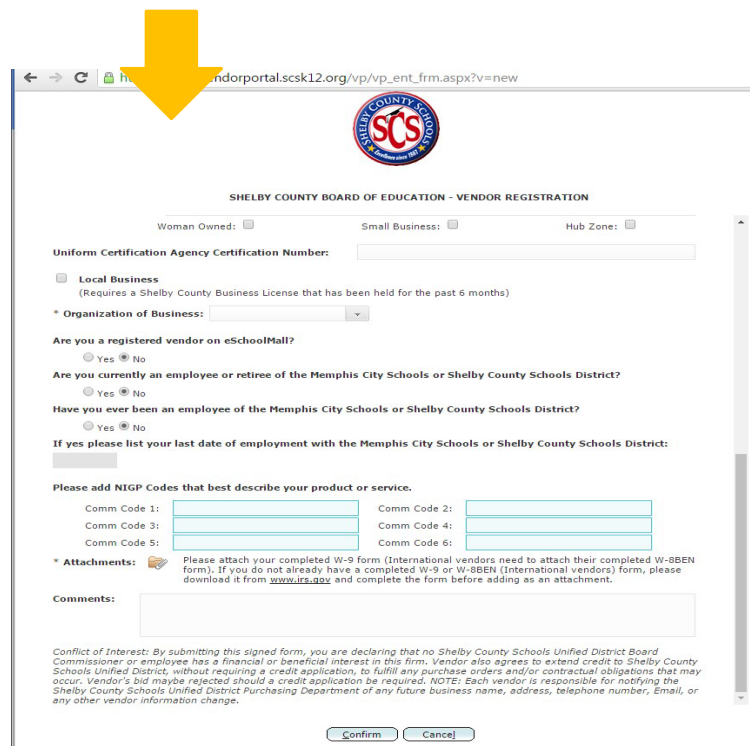 ndorportal.scsk12.org/vp/vp_ent_frm.aspx?v=new
SHELBY COUNTY SCHOOLS
SCS
Excellence since 1867
SHELBY COUNTY BOARD OF EDUCATION - VENDOR REGISTRATION
Woman Owned: Small Business: Hub Zone:
Uniform Certification Agency Certification Number:
Local Business
(Requires a Shelby County Business License that has been held for the past 6 months)
* Organization of Business:
Are you a registered vendor on eSchoolMall?
Yes No
Are you currently an employee or retiree of the Memphis City Schools or Shelby County Schools District?
Yes No
Have you ever been an employee of the Memphis City Schools or Shelby County Schools District?
Yes No
If yes please list your last date of employment with the Memphis City Schools or Shelby County Schools District:
Please add NIGP Codes that best describe your product or service.
Comm Code 1: Comm Code 2:
Comm Code 3: Comm Code 4:
Comm Code 5: Comm Code 6:
* Attachments: Please attach your completed W-9 form (International vendors need to attach their completed W-8BEN
form). If you do not already have a completed W-9 or W-8BEN (International vendors) form, please
download it from www.irs.gov and complete the form before adding as an attachment.
Comments:
Conflict of Interest: By submitting this signed form, you are declaring that no Shelby County Schools Unified District Board
Commissioner or employee has a financial or beneficial interest in this firm. Vendor also agrees to extend credit to Shelby County
Schools Unified District, without requiring a credit application, to fulfill any purchase orders and/or contractual obligations that may
occur. Vendor's bid maybe rejected should a credit application be required. NOTE: Each vendor is responsible for notifying the
Shelby County Schools Unified District Purchasing Department of any future business name, address, telephone number, Email, or
any other vendor information change.
Confirm Cancel